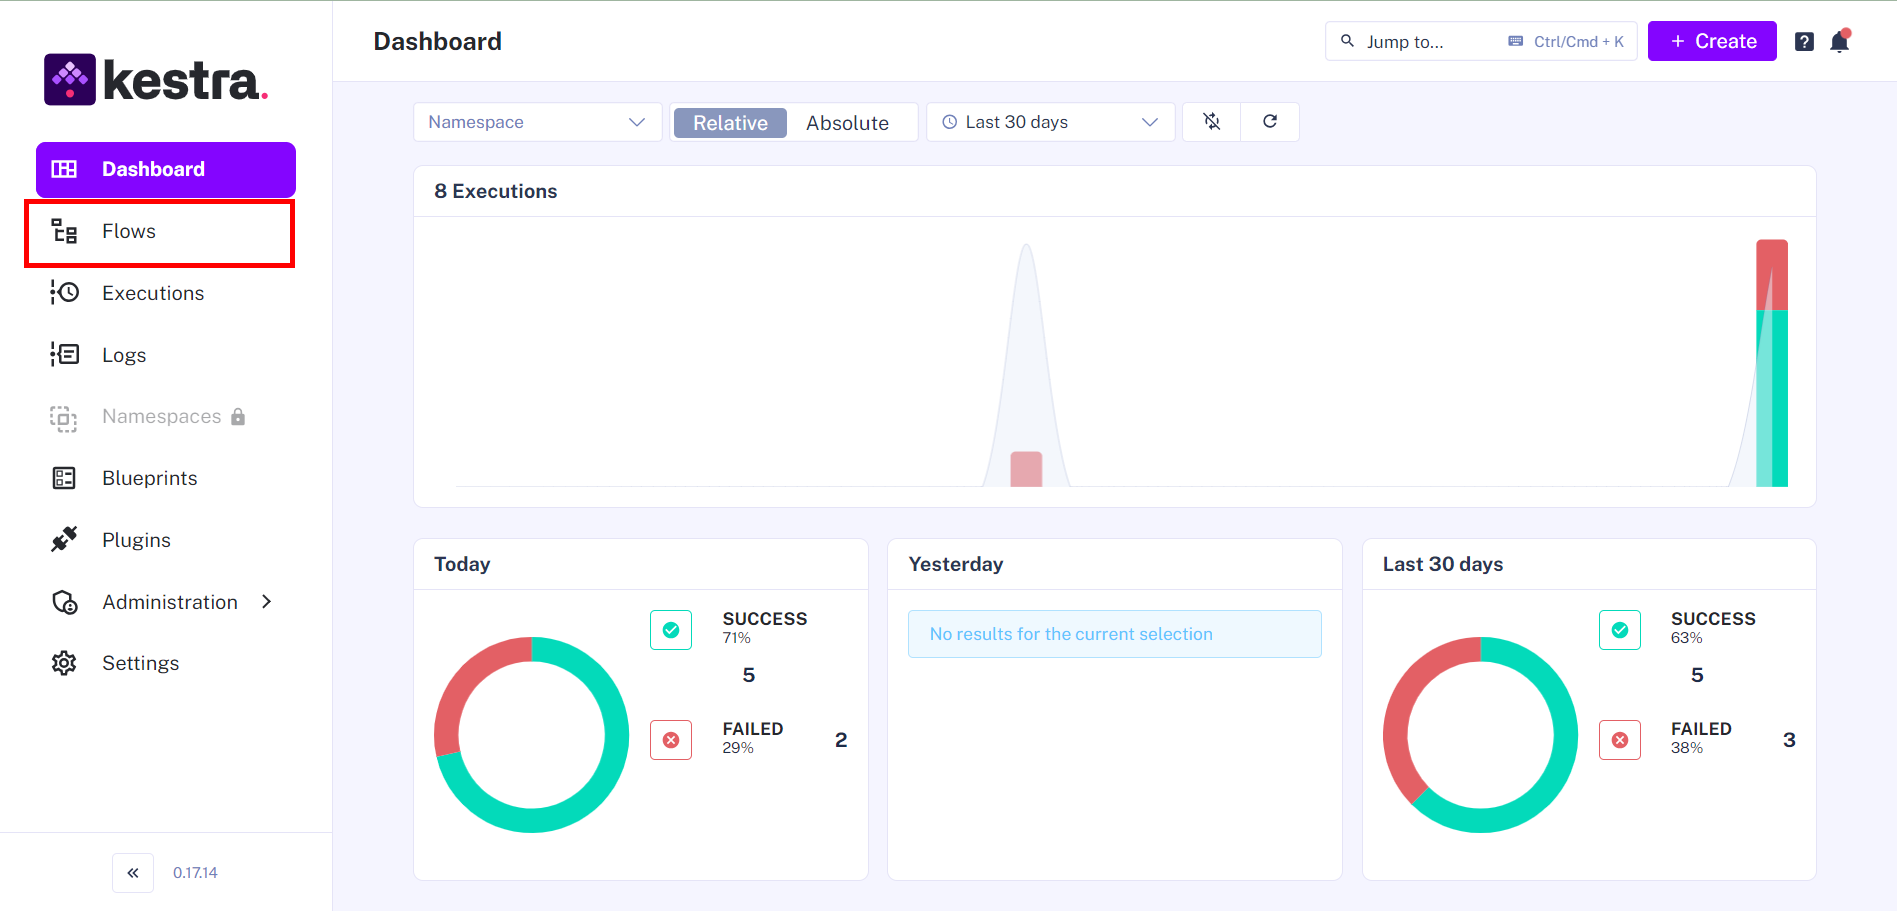 kestra.
Dashboard
Flows
Executions
Logs
Namespaces
Blueprints
Plugins
Administration
Settings
0.17.14
Dashboard
Jump to...
Ctrl/Cmd + K
+ Create
?
Namespace
Relative
Absolute
Last 30 days
8 Executions
Today
SUCCESS
71%
5
FAILED
29%
2
Yesterday
No results for the current selection
Last 30 days
SUCCESS
63%
5
FAILED
38%
3